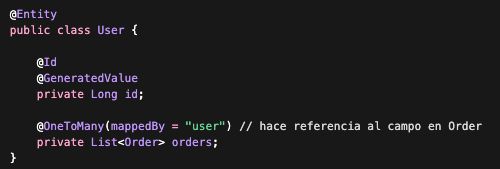 @Entity
public class User {
@Id
@GeneratedValue
private Long id;
@OneToMany(mappedBy = "user") // hace referencia al campo en Order
private List<Order> orders;
}